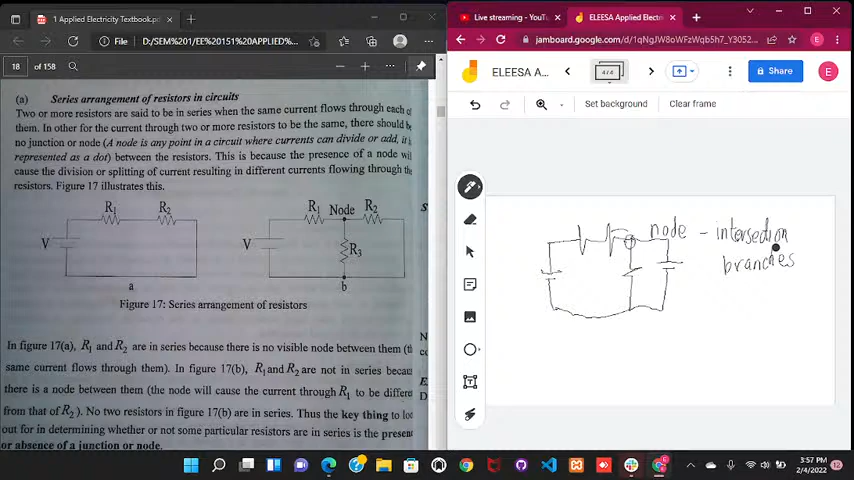 1 Applied Electricity Textbook.pd
Live streaming - YouT
ELEESA Applied Electri
File
D:/SEM%201/EE%20151%20APPLIED%...
jamboard.google.com/d/1qNgJW8oWFzWqb5h7_Y3052...
18 of 158
ELEESA A...
4/4
Share
E
Set background
Clear frame
(a) Series arrangement of resistors in circuits
Two or more resistors are said to be in series when the same current flows through each of
them. In other for the current through two or more resistors to be the same, there should be
no junction or node (A node is any point in a circuit where currents can divide or add, it i
represented as a dot) between the resistors. This is because the presence of a node wil
cause the division or splitting of current resulting in different currents flowing through the
resistors. Figure 17 illustrates this.
R1 R2
R1 Node R2
V
V
R3
a
b
Figure 17: Series arrangement of resistors
In figure 17(a), R1 and R2 are in series because there is no visible node between them (th
same current flows through them). In figure 17(b), R1 and R2 are not in series becau
there is a node between them (the node will cause the current through R1 to be differe
from that of R2). No two resistors in figure 17(b) are in series. Thus the key thing to loo
out for in determining whether or not some particular resistors are in series is the presen
or absence of a junction or node.
node - intersection
branches
3:57 PM
2/4/2022